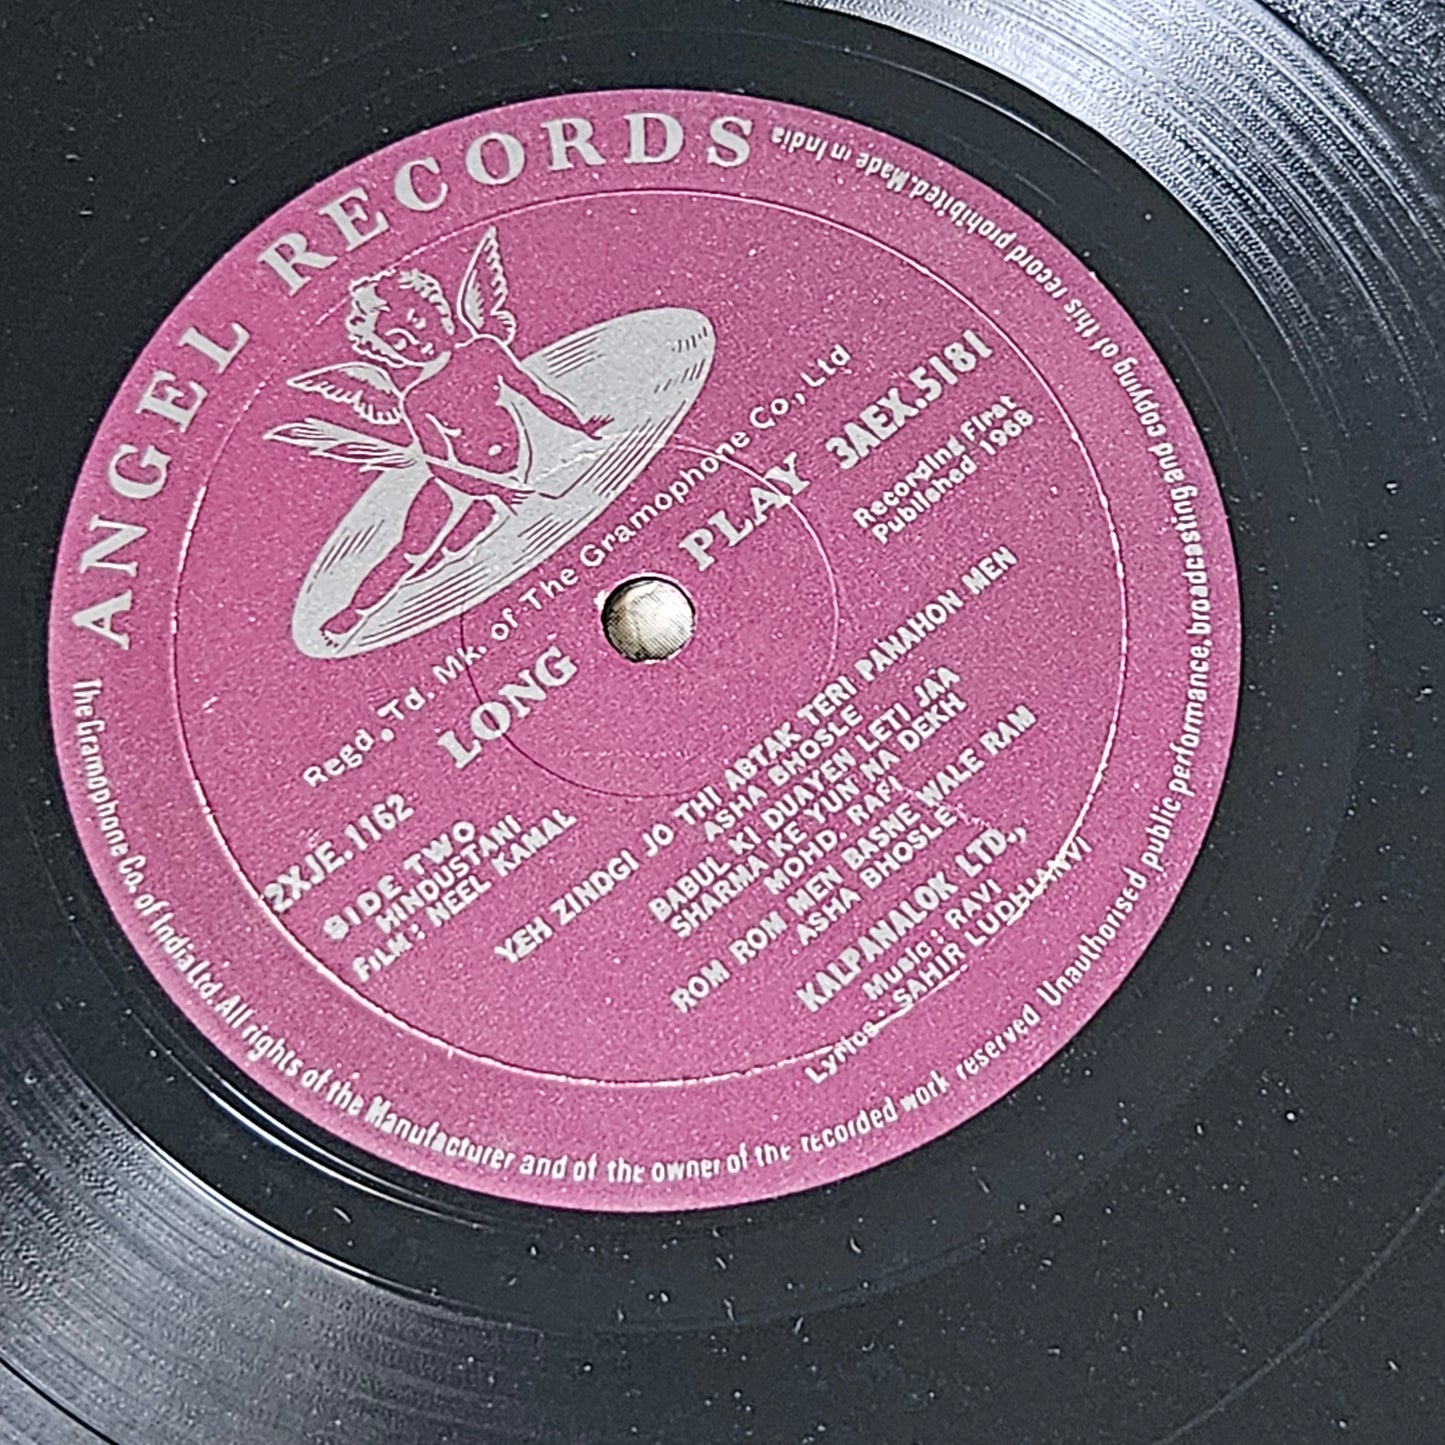 ANGEL RECORDS
Regd. Td. Mk. of The Gramophone Co., Ltd
LONG PLAY
3AEX.5181
Recording First
Published 1968
2XJE.1162
SIDE TWO
HINDUSTANI
FILM: NEEL KAMAL
YEH ZINDGI JO THI ABTAK TERI PANAHON MEN
ASHA BHOSLE
BABUL KI DUAYEN LETI JAA
SHARMA KE YUN NA DEKH
MOHD. RAFI
ROM ROM MEN BASNE WALE RAM
ASHA BHOSLE
KALPANALOK LTD.,
Music: RAVI
Lyrics: SAHIR LUDHIANVI
The Gramophone Co. of India Ltd. All rights of the Manufacturer and of the owner of the recorded work reserved Unauthorised public performance, broadcasting and copying of this record prohibited. Made in India